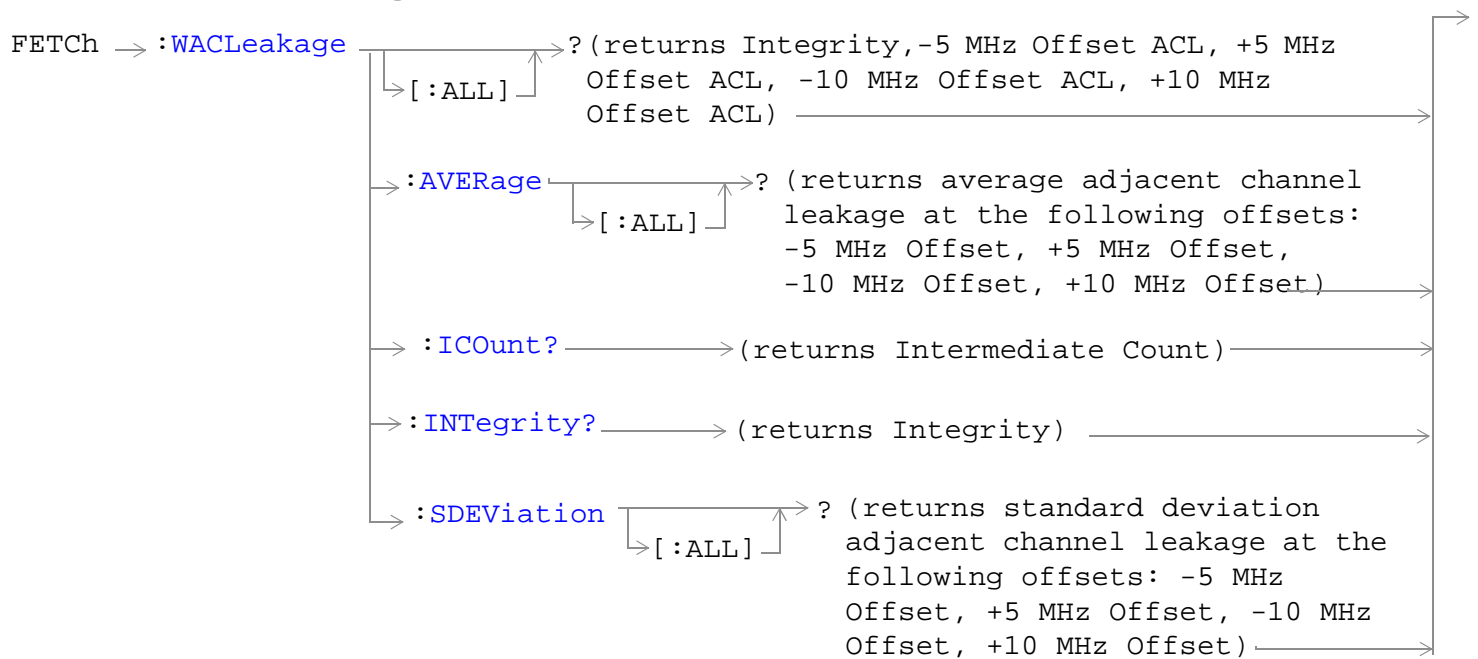 FETCh :WACLeakage ?(returns Integrity,-5 MHz Offset ACL, +5 MHz
[:ALL] Offset ACL, -10 MHz Offset ACL, +10 MHz
Offset ACL)
:AVERage ? (returns average adjacent channel
[:ALL] leakage at the following offsets:
-5 MHz Offset, +5 MHz Offset,
-10 MHz Offset, +10 MHz Offset)
:ICOunt? (returns Intermediate Count)
:INTegrity? (returns Integrity)
:SDEViation ? (returns standard deviation
[:ALL] adjacent channel leakage at the
following offsets: -5 MHz
Offset, +5 MHz Offset, -10 MHz
Offset, +10 MHz Offset)